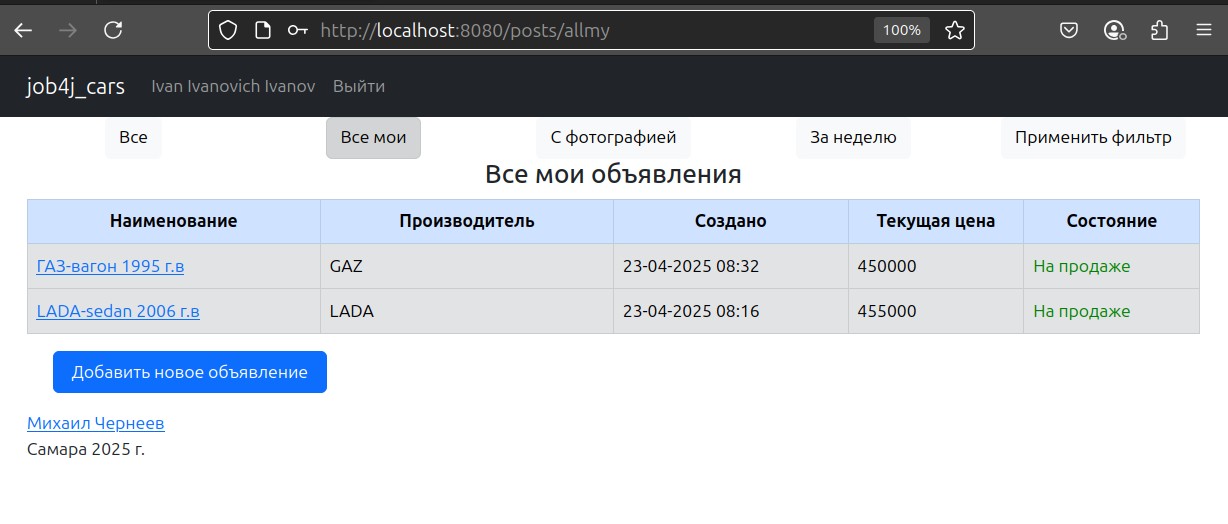 http://localhost:8080/posts/allmy 100%
job4j_cars Ivan Ivanovich Ivanov Выйти
Все Все мои С фотографией За неделю Применить фильтр
Все мои объявления
Наименование Производитель Создано Текущая цена Состояние
ГАЗ-вагон 1995 г.в GAZ 23-04-2025 08:32 450000 На продаже
LADA-sedan 2006 г.в LADA 23-04-2025 08:16 455000 На продаже
Добавить новое объявление
Михаил Чернеев
Самара 2025 г.